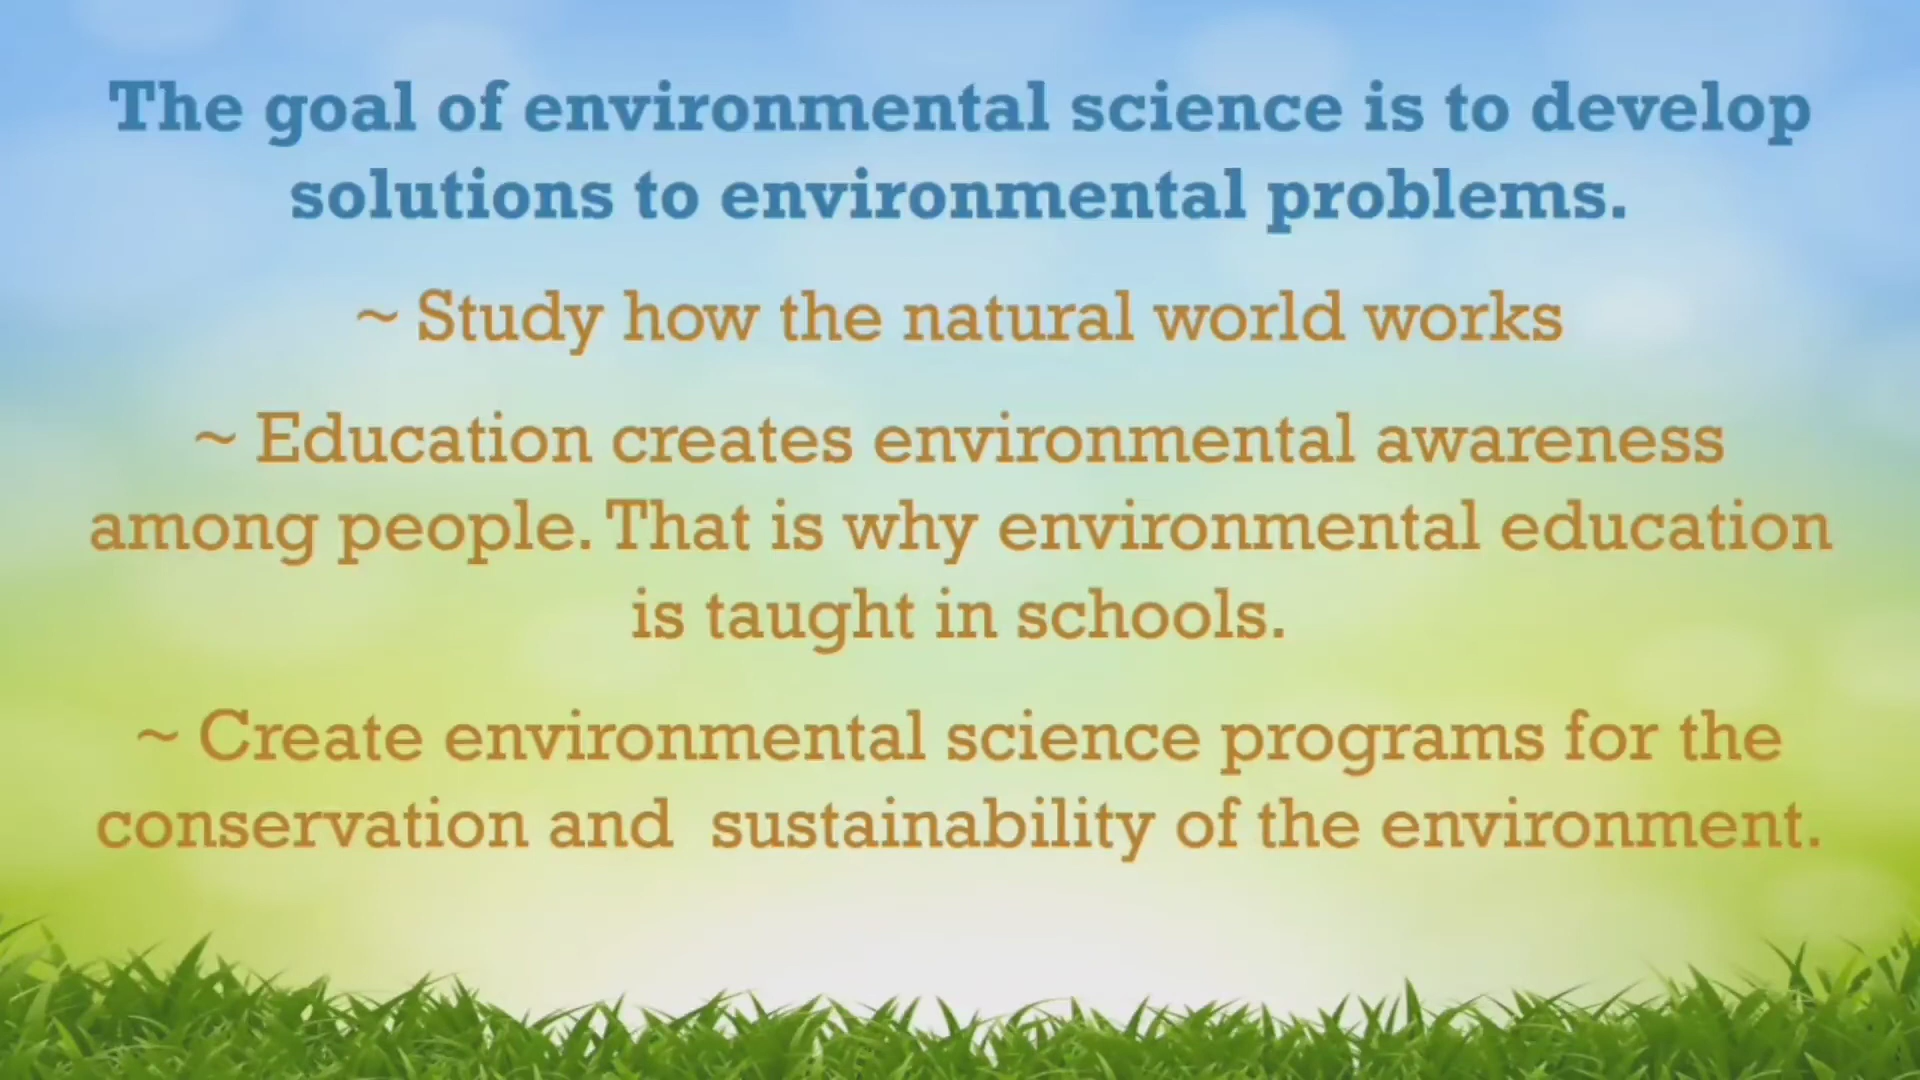 The goal of environmental science is to develop
solutions to environmental problems.
~ Study how the natural world works
~ Education creates environmental awareness
among people. That is why environmental education
is taught in schools.
~ Create environmental science programs for the
conservation and  sustainability of the environment.